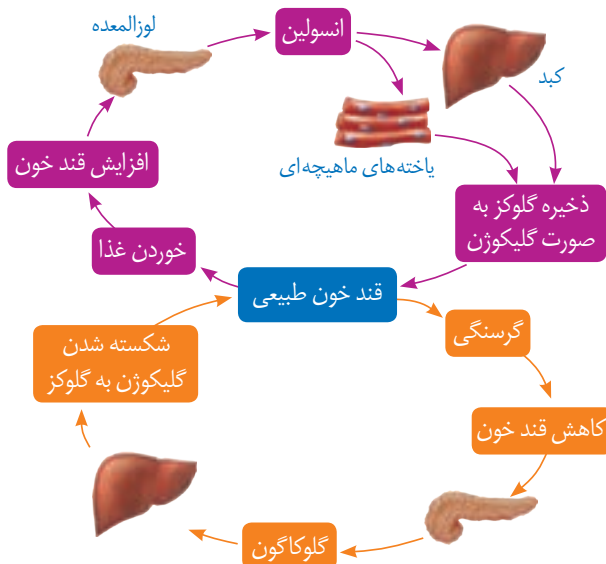 لوزالمعده
انسولین
کبد
یاخته‌های ماهیچه‌ای
افزایش قند خون
ذخیره گلوکز به
صورت گلیکوژن
خوردن غذا
قند خون طبیعی
گرسنگی
شکسته شدن
گلیکوژن به گلوکز
کاهش قند خون
گلوکاگون